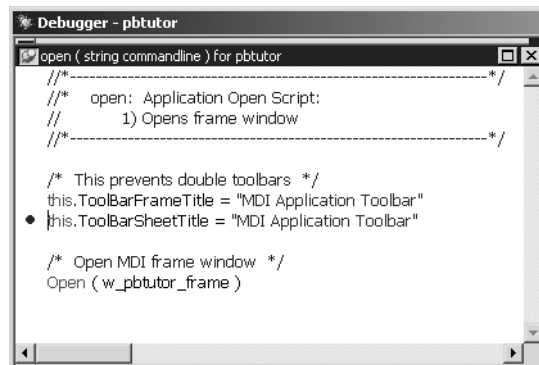 Debugger - pbtutor
open ( string commandline ) for pbtutor
//*-----------------------------------------------------------------*/
//*    open:  Application Open Script:
//         1) Opens frame window
//*-----------------------------------------------------------------*/
/*  This prevents double toolbars  */
this.ToolBarFrameTitle = "MDI Application Toolbar"
this.ToolBarSheetTitle = "MDI Application Toolbar"
/*  Open MDI frame window  */
Open ( w_pbtutor_frame )